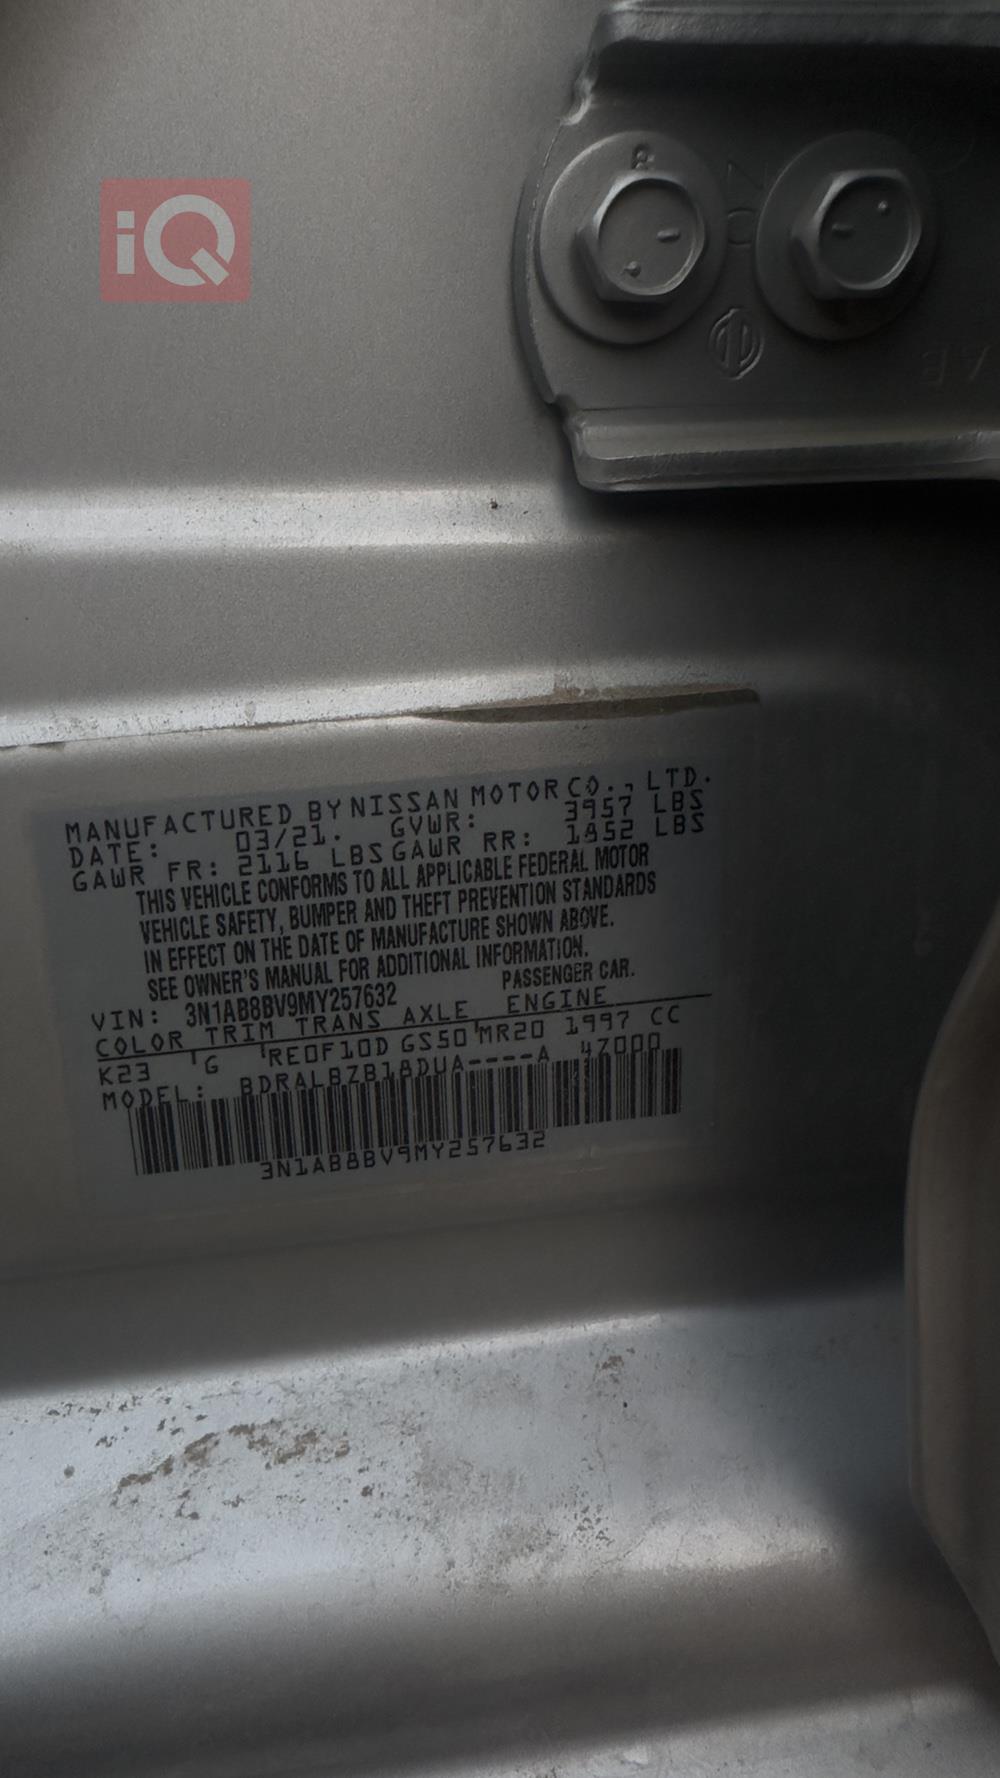 iQ
MANUFACTURED BY NISSAN MOTOR CO., LTD.
DATE: 03/21. GVWR: 3957 LBS
GAWR FR: 2116 LBS GAWR RR: 1852 LBS
THIS VEHICLE CONFORMS TO ALL APPLICABLE FEDERAL MOTOR
VEHICLE SAFETY, BUMPER AND THEFT PREVENTION STANDARDS
IN EFFECT ON THE DATE OF MANUFACTURE SHOWN ABOVE.
SEE OWNER'S MANUAL FOR ADDITIONAL INFORMATION.
VIN: 3N1AB8BV9MY257632 PASSENGER CAR.
COLOR TRIM TRANS AXLE ENGINE
K23 G RE0F10D GS50 MR20 1997 CC
MODEL: BDRALBZB18DUA----A 47000
3N1AB8BV9MY257632